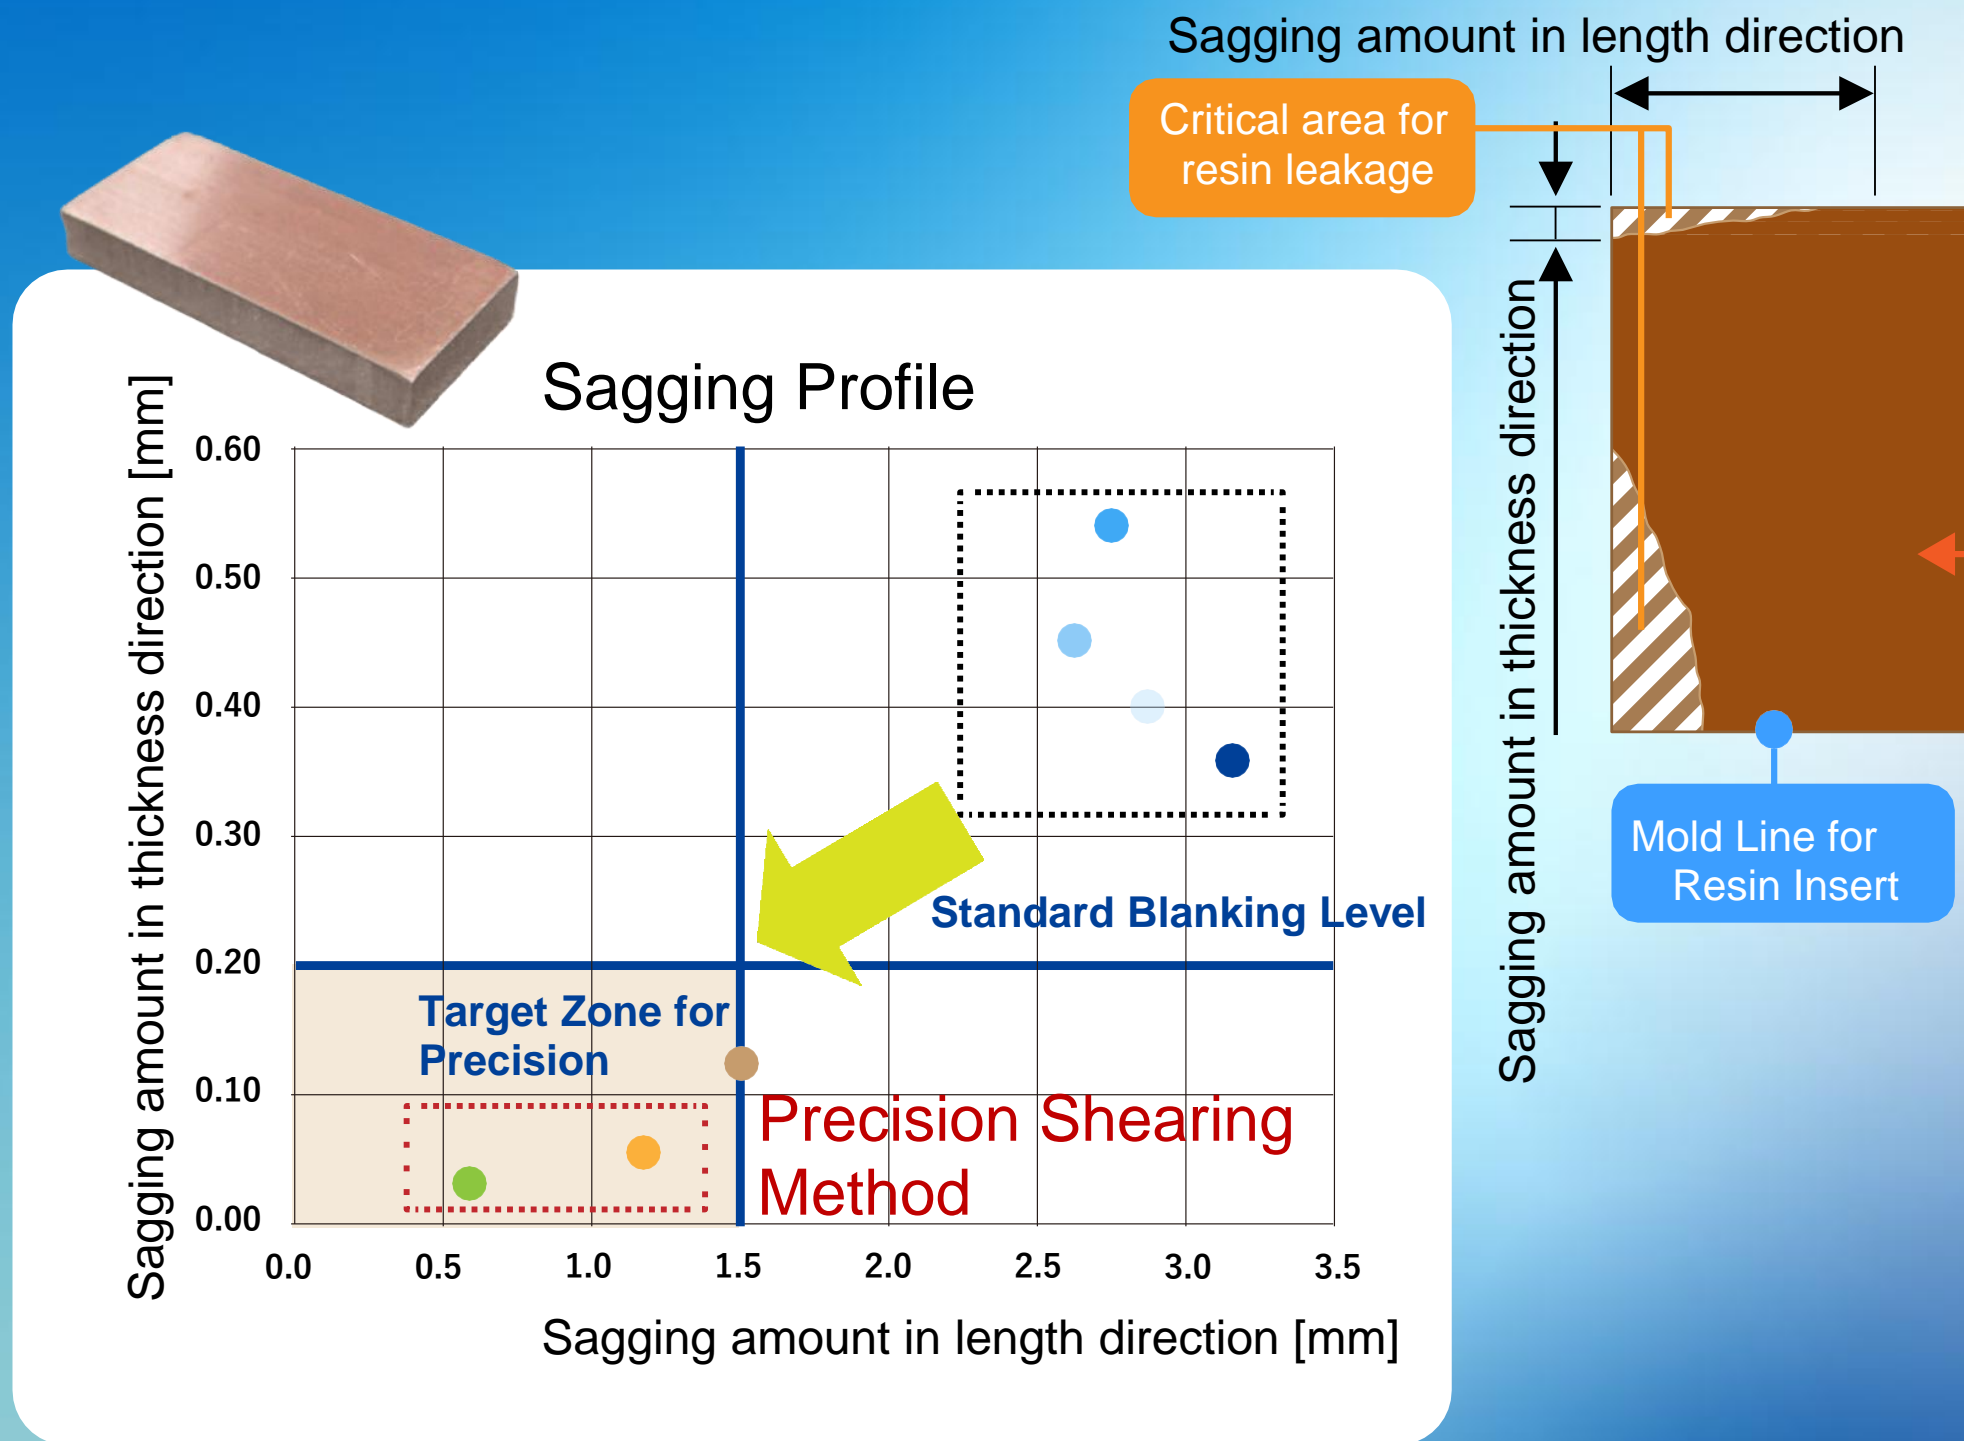 Sagging amount in length direction
Critical area for
resin leakage
Sagging amount in thickness direction
Mold Line for
Resin Insert
Sagging Profile
Sagging amount in thickness direction [mm]
0.60
0.50
0.40
0.30
0.20
0.10
0.00
Standard Blanking Level
Target Zone for
Precision
Precision Shearing
Method
0.0 0.5 1.0 1.5 2.0 2.5 3.0 3.5
Sagging amount in length direction [mm]